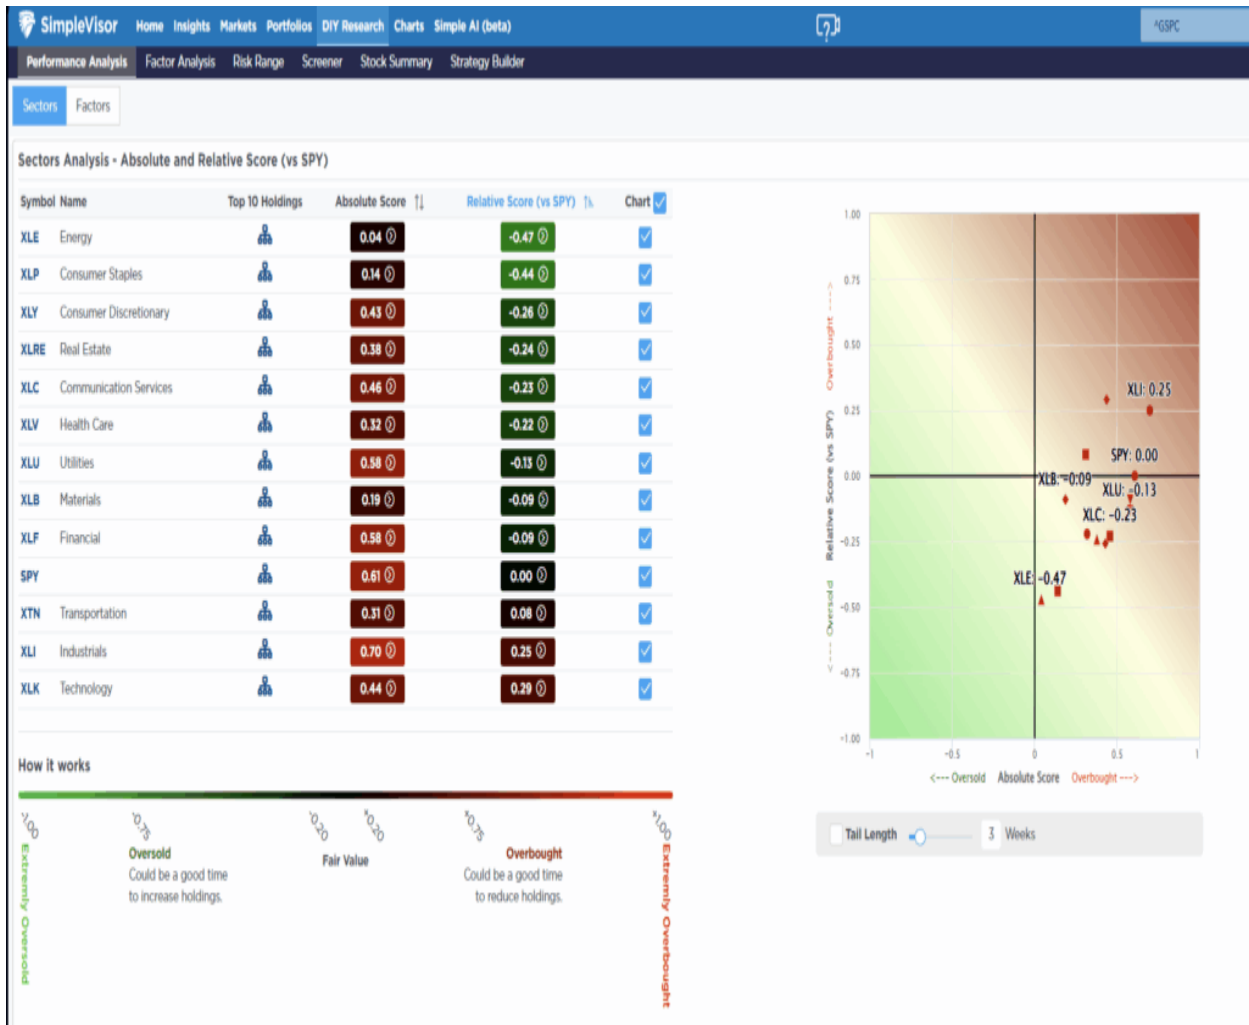 SimpleVisor Home Insights Markets Portfolios DIY Research Charts Simple AI (beta) ^GSPC
Performance Analysis Factor Analysis Risk Range Screener Stock Summary Strategy Builder
Sectors Factors
Sectors Analysis - Absolute and Relative Score (vs SPY)
Symbol Name Top 10 Holdings Absolute Score Relative Score (vs SPY) Chart
XLE Energy 0.04 -0.47
XLP Consumer Staples 0.14 -0.44
XLY Consumer Discretionary 0.43 -0.26
XLRE Real Estate 0.38 -0.24
XLC Communication Services 0.46 -0.23
XLV Health Care 0.32 -0.22
XLU Utilities 0.58 -0.13
XLB Materials 0.19 -0.09
XLF Financial 0.58 -0.09
SPY 0.61 0.00
XTN Transportation 0.31 0.08
XLI Industrials 0.70 0.25
XLK Technology 0.44 0.29
How it works
-1.00 -0.75 -0.20 +0.20 +0.75 +1.00
Extremly Oversold
Oversold
Could be a good time
to increase holdings.
Fair Value
Overbought
Could be a good time
to reduce holdings.
Extremly Overbought
1.00
0.75
0.50
0.25
0.00
-0.25
-0.50
-0.75
-1.00
<--- Oversold Relative Score (vs SPY) Overbought --->
XLI: 0.25
SPY: 0.00
XLB: -0.09
XLU: -0.13
XLC: -0.23
XLE: -0.47
-1 -0.5 0 0.5 1
<--- Oversold Absolute Score Overbought --->
Tail Length 3 Weeks